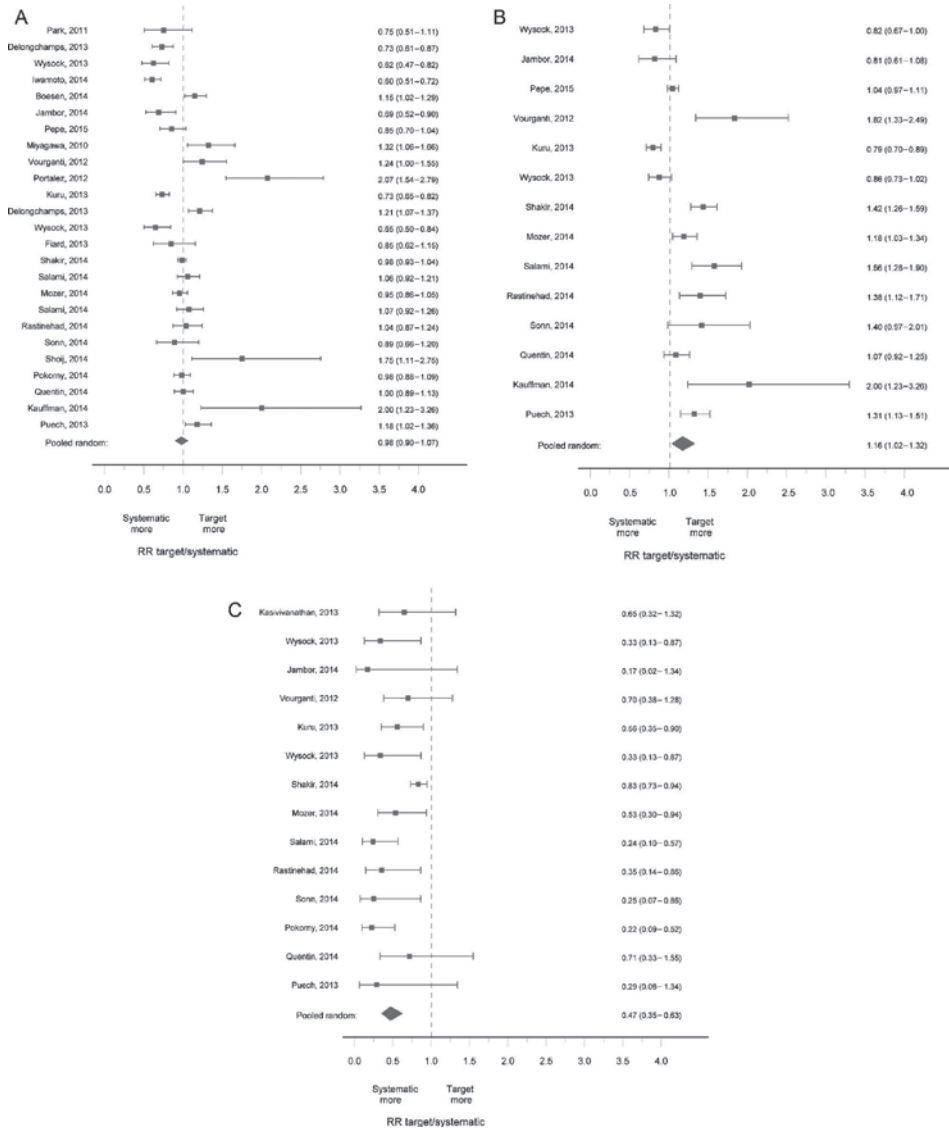 A
Park, 2011 0.75 (0.51–1.11)
Delongchamps, 2013 0.73 (0.61–0.87)
Wysock, 2013 0.62 (0.47–0.82)
Iwamoto, 2014 0.60 (0.51–0.72)
Boesen, 2014 1.15 (1.02–1.29)
Jambor, 2014 0.69 (0.52–0.90)
Pepe, 2015 0.85 (0.70–1.04)
Miyagawa, 2010 1.32 (1.06–1.66)
Vourganti, 2012 1.24 (1.00–1.55)
Portalez, 2012 2.07 (1.54–2.79)
Kuru, 2013 0.73 (0.65–0.82)
Delongchamps, 2013 1.21 (1.07–1.37)
Wysock, 2013 0.65 (0.50–0.84)
Fiard, 2013 0.85 (0.62–1.15)
Shakir, 2014 0.98 (0.93–1.04)
Salami, 2014 1.06 (0.92–1.21)
Mozer, 2014 0.95 (0.86–1.05)
Salami, 2014 1.07 (0.92–1.26)
Rastinehad, 2014 1.04 (0.87–1.24)
Sonn, 2014 0.89 (0.66–1.20)
Shoij, 2014 1.75 (1.11–2.75)
Pokorny, 2014 0.98 (0.88–1.09)
Quentin, 2014 1.00 (0.89–1.13)
Kauffman, 2014 2.00 (1.23–3.26)
Puech, 2013 1.18 (1.02–1.36)
Pooled random: 0.98 (0.90–1.07)
0.0 0.5 1.0 1.5 2.0 2.5 3.0 3.5 4.0
Systematic Target
more more
RR target/systematic
B
Wysock, 2013 0.82 (0.67–1.00)
Jambor, 2014 0.81 (0.61–1.08)
Pepe, 2015 1.04 (0.97–1.11)
Vourganti, 2012 1.82 (1.33–2.49)
Kuru, 2013 0.79 (0.70–0.89)
Wysock, 2013 0.86 (0.73–1.02)
Shakir, 2014 1.42 (1.26–1.59)
Mozer, 2014 1.18 (1.03–1.34)
Salami, 2014 1.56 (1.28–1.90)
Rastinehad, 2014 1.38 (1.12–1.71)
Sonn, 2014 1.40 (0.97–2.01)
Quentin, 2014 1.07 (0.92–1.25)
Kauffman, 2014 2.00 (1.23–3.26)
Puech, 2013 1.31 (1.13–1.51)
Pooled random: 1.16 (1.02–1.32)
0.0 0.5 1.0 1.5 2.0 2.5 3.0 3.5 4.0
Systematic Target
more more
RR target/systematic
C
Kasivivanathan, 2013 0.65 (0.32–1.32)
Wysock, 2013 0.33 (0.13–0.87)
Jambor, 2014 0.17 (0.02–1.34)
Vourganti, 2012 0.70 (0.38–1.28)
Kuru, 2013 0.56 (0.35–0.90)
Wysock, 2013 0.33 (0.13–0.87)
Shakir, 2014 0.83 (0.73–0.94)
Mozer, 2014 0.53 (0.30–0.94)
Salami, 2014 0.24 (0.10–0.57)
Rastinehad, 2014 0.35 (0.14–0.86)
Sonn, 2014 0.25 (0.07–0.86)
Pokorny, 2014 0.22 (0.09–0.52)
Quentin, 2014 0.71 (0.33–1.55)
Puech, 2013 0.29 (0.06–1.34)
Pooled random: 0.47 (0.35–0.63)
0.0 0.5 1.0 1.5 2.0 2.5 3.0 3.5 4.0
Systematic Target
more more
RR target/systematic